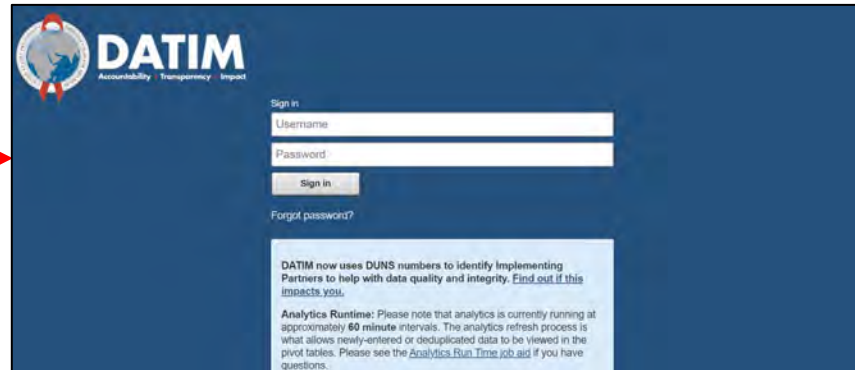 DATIM
Accountability | Transparency | Impact
Sign in
Username
Password
Sign in
Forgot password?
DATIM now uses DUNS numbers to identify Implementing
Partners to help with data quality and integrity. Find out if this
impacts you.
Analytics Runtime: Please note that analytics is currently running at
approximately 60 minute intervals. The analytics refresh process is
what allows newly-entered or deduplicated data to be viewed in the
pivot tables. Please see the Analytics Run Time job aid if you have
questions.